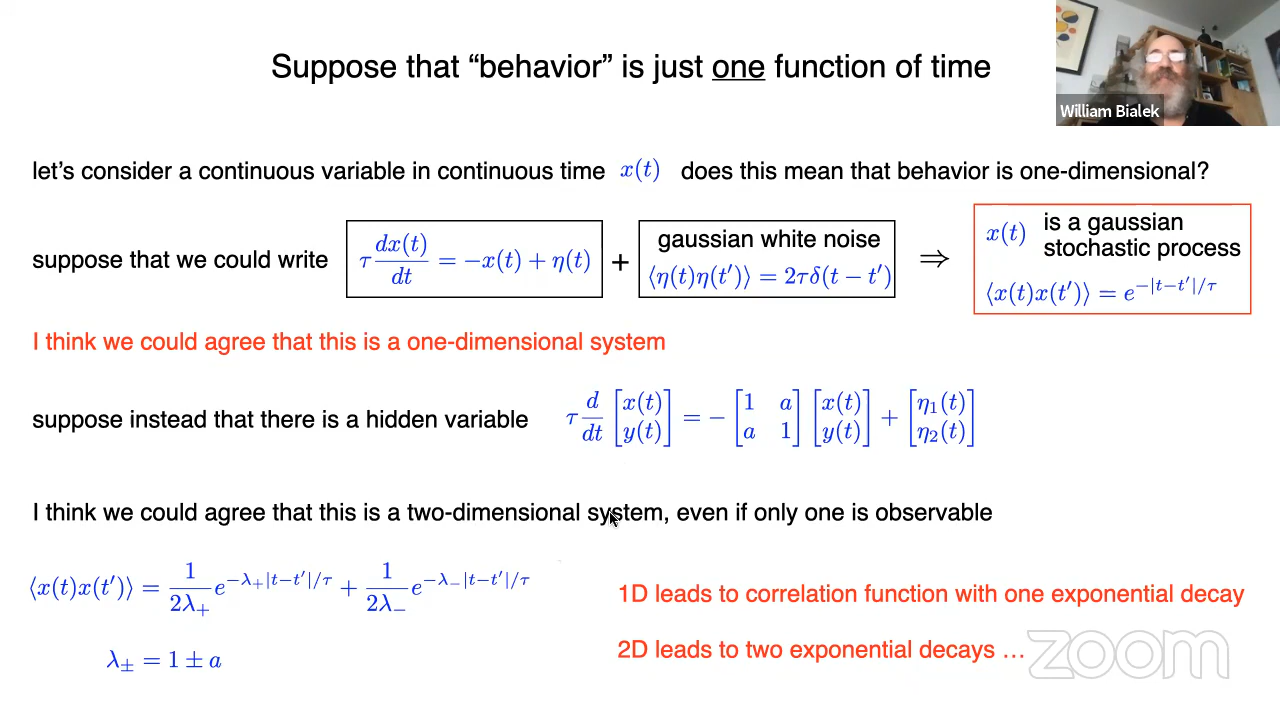 Suppose that “behavior” is just one function of time
William Bialek
let’s consider a continuous variable in continuous time x(t) does this mean that behavior is one-dimensional?
suppose that we could write τ dx(t)/dt = −x(t) + η(t) + gaussian white noise ⟨η(t)η(t′)⟩ = 2τδ(t − t′) ⇒ x(t) is a gaussian stochastic process ⟨x(t)x(t′)⟩ = e^{−|t−t′|/τ}
I think we could agree that this is a one-dimensional system
suppose instead that there is a hidden variable τ d/dt [x(t) y(t)] = − [1 a a 1] [x(t) y(t)] + [η₁(t) η₂(t)]
I think we could agree that this is a two-dimensional system, even if only one is observable
⟨x(t)x(t′)⟩ = 1/2λ₊ e^{−λ₊|t−t′|/τ} + 1/2λ₋ e^{−λ₋|t−t′|/τ}
1D leads to correlation function with one exponential decay
λ± = 1 ± a
2D leads to two exponential decays …
zoom